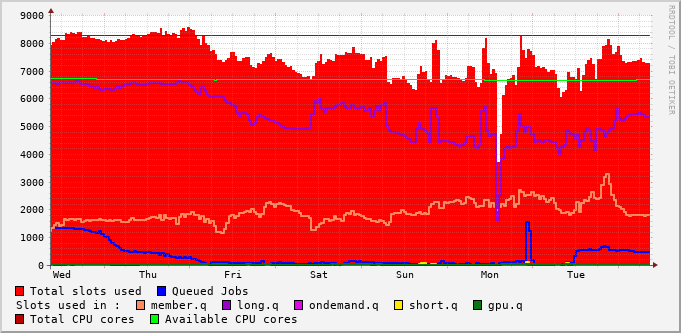 9000
8000
7000
6000
5000
4000
3000
2000
1000
0
Wed Thu Fri Sat Sun Mon Tue
RRDTOOL / TOBI OETIKER
Total slots used Queued Jobs
Slots used in : member.q long.q ondemand.q short.q gpu.q
Total CPU cores Available CPU cores